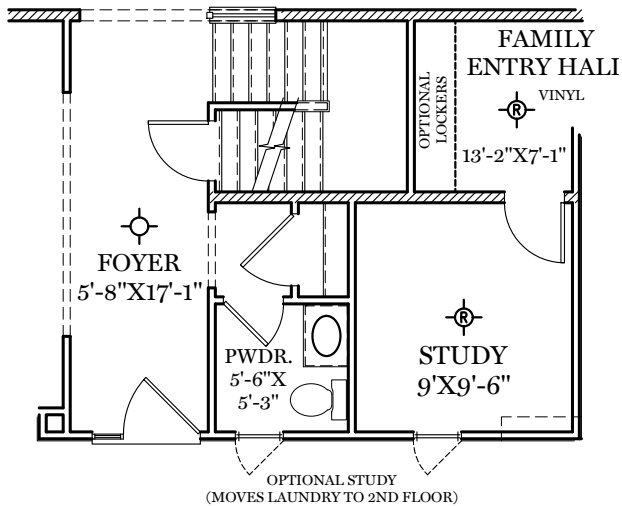 FAMILY
ENTRY HALL
VINYL
OPTIONAL
LOCKERS
R
13'-2"X7'-1"
FOYER
5'-8"X17'-1"
R
PWDR.
5'-6"X
5'-3"
STUDY
9'X9'-6"
OPTIONAL STUDY
(MOVES LAUNDRY TO 2ND FLOOR)